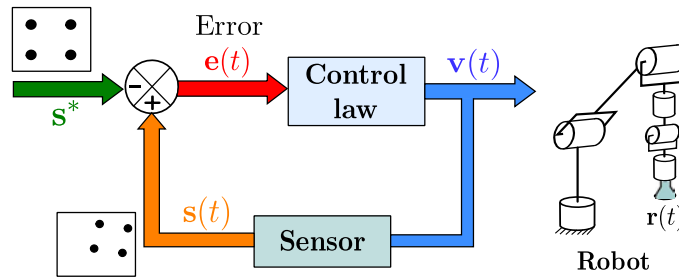 Error
e(t)
Control
law
v(t)
-
+
s*
s(t)
Sensor
r(t)
Robot